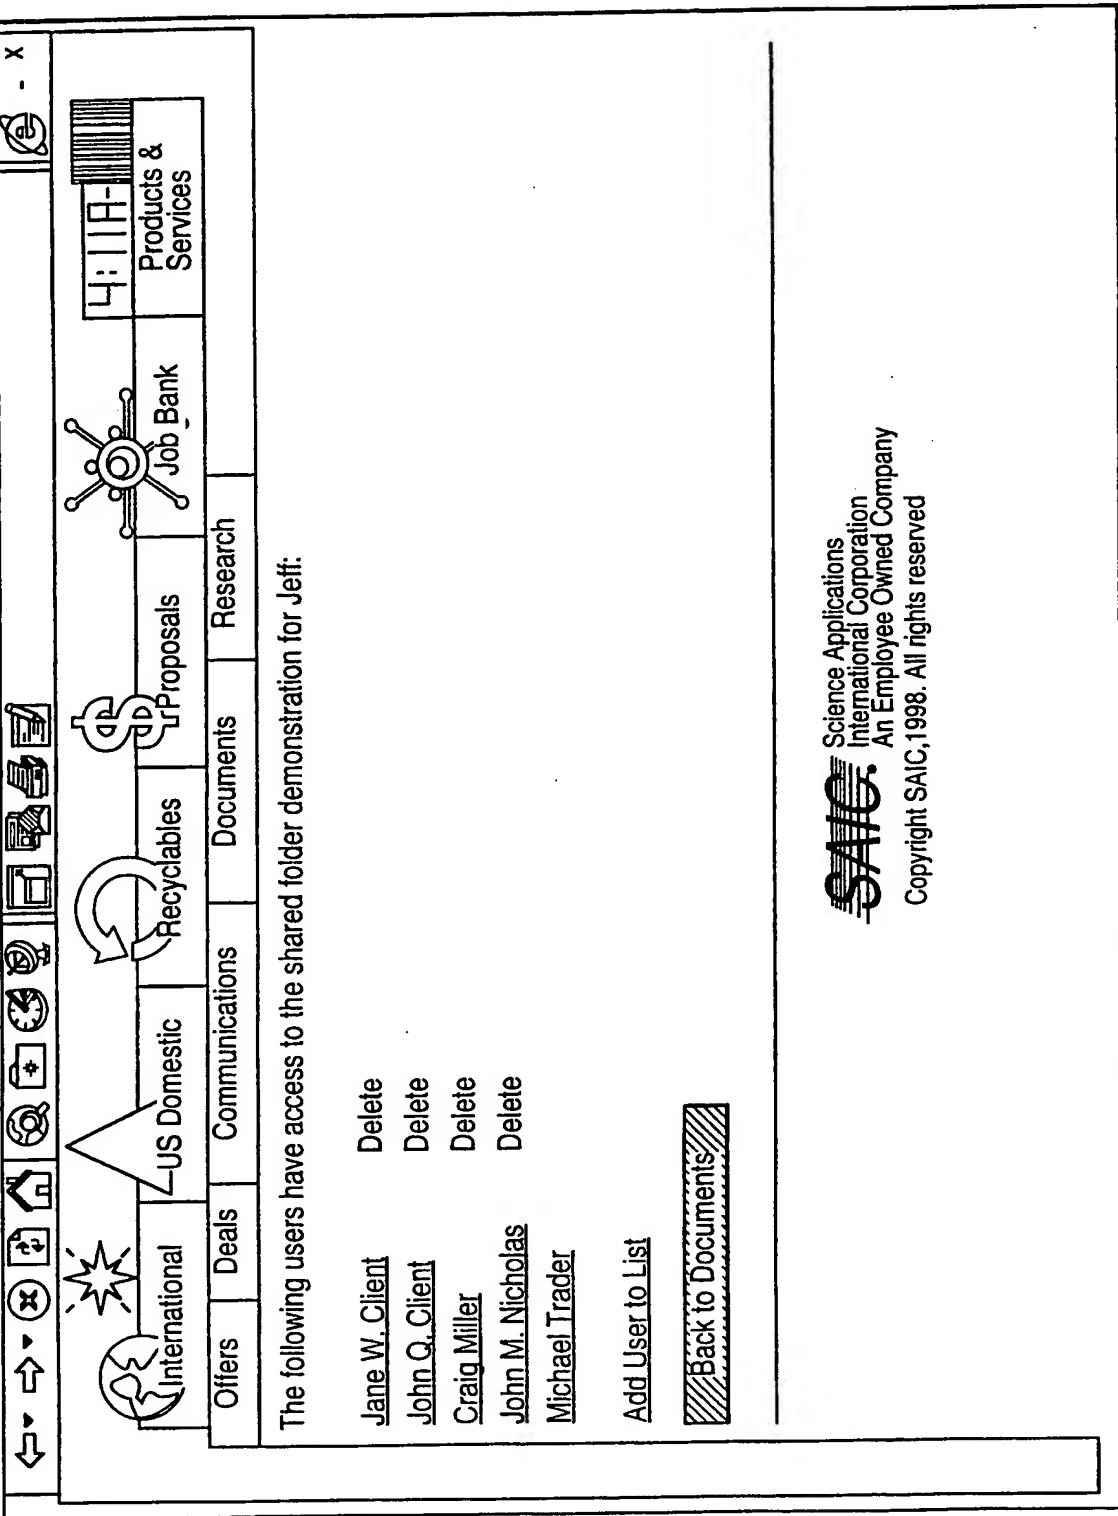 - x
4:11A-
International
US Domestic
Recyclables
Proposals
Job Bank
Products &
Services
Offers
Deals
Communications
Documents
Research
The following users have access to the shared folder demonstration for Jeff:
Jane W. Client Delete
John Q. Client Delete
Craig Miller Delete
John M. Nicholas Delete
Michael Trader
Add User to List
Back to Documents
SAIC. Science Applications
International Corporation
An Employee Owned Company
Copyright SAIC,1998. All rights reserved